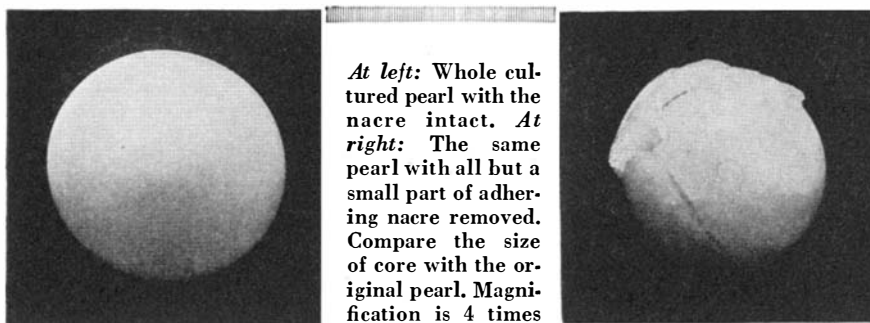 At left: Whole cul-
tured pearl with the
nacre intact. At
right: The same
pearl with all but a
small part of adher-
ing nacre removed.
Compare the size
of core with the or-
iginal pearl. Magni-
fication is 4 times